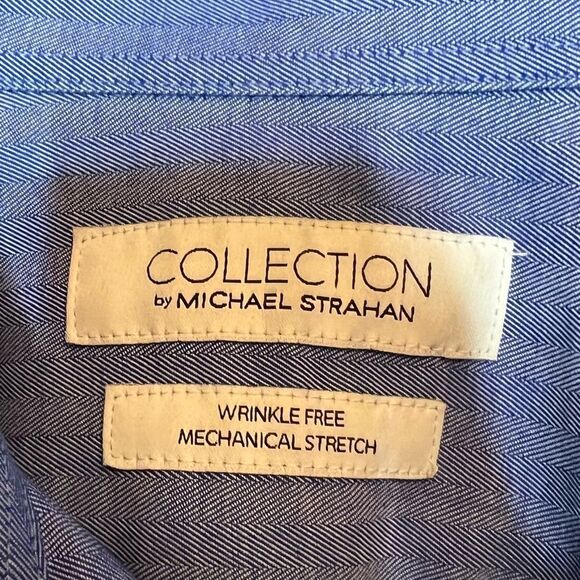 COLLECTION
by MICHAEL STRAHAN
WRINKLE FREE
MECHANICAL STRETCH